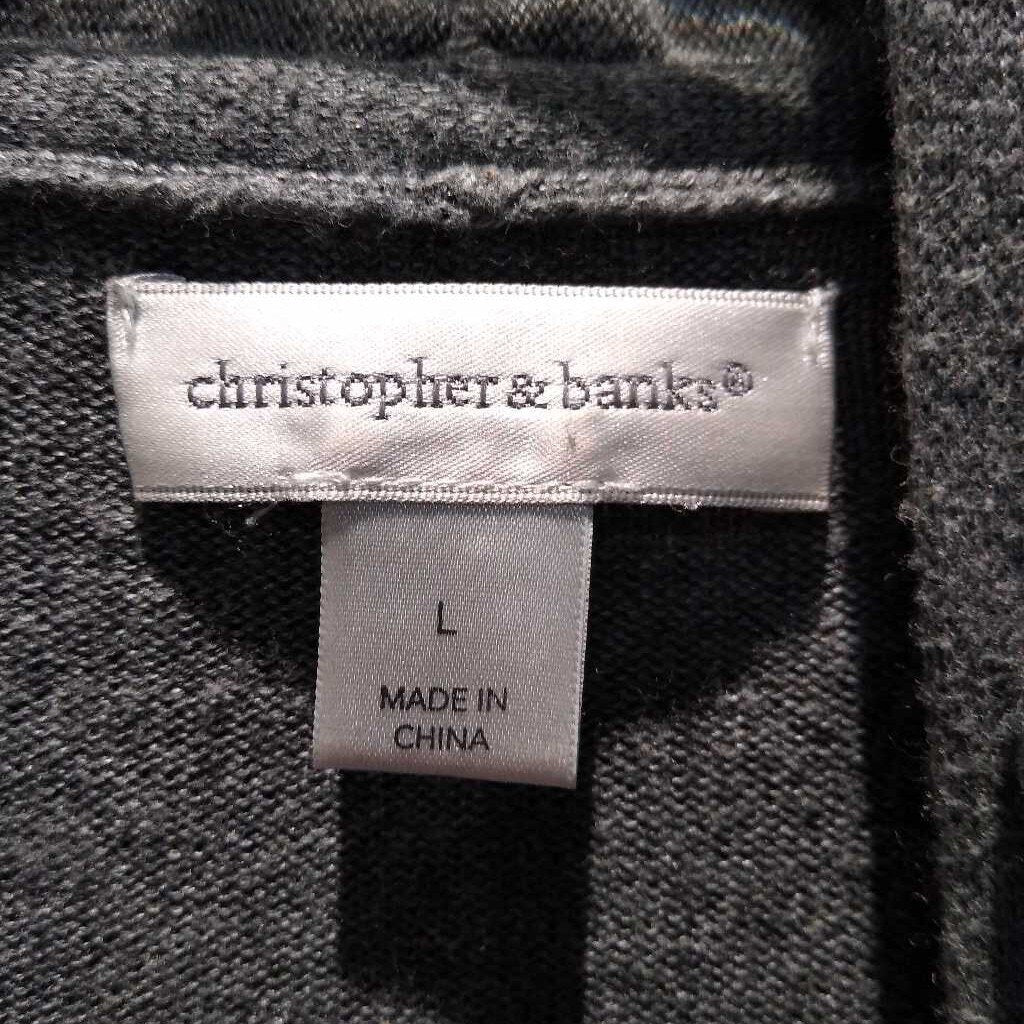 christopher & banks®
L
MADE IN
CHINA